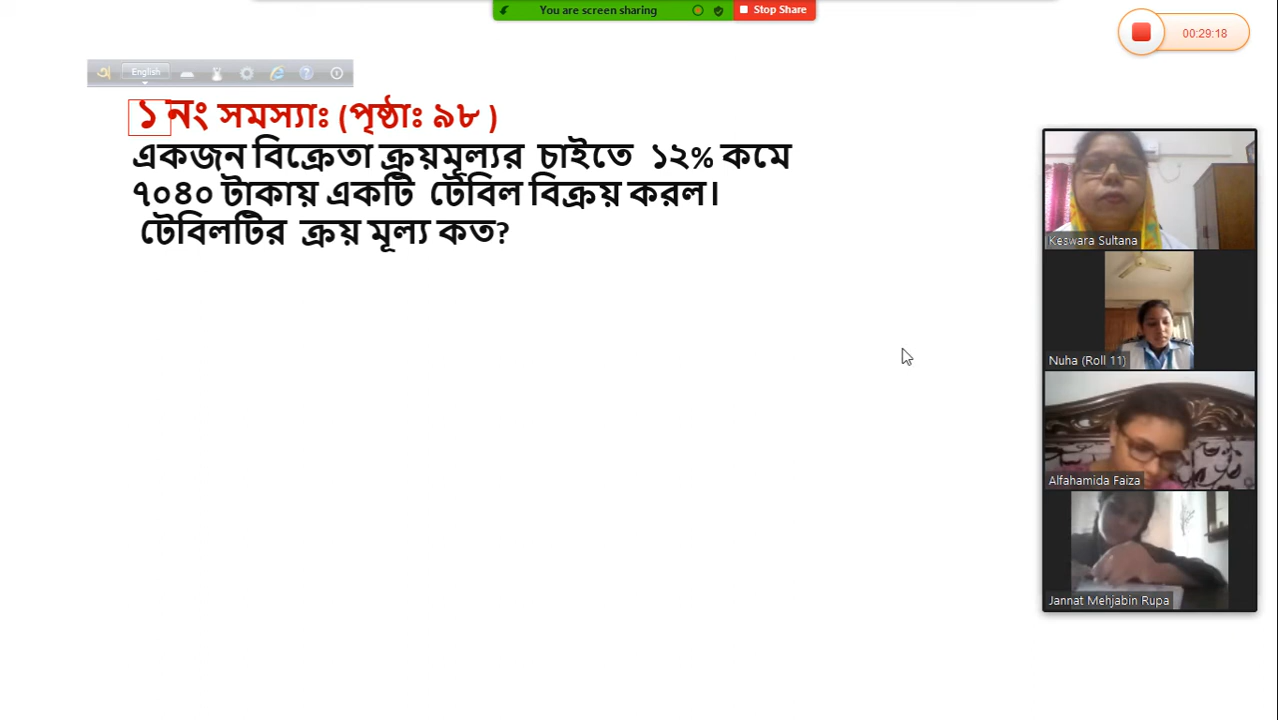 You are screen sharing
Stop Share
00:29:18
অ
English
১ নং সমস্যাঃ (পৃষ্ঠাঃ ৯৮ )
একজন বিক্রেতা ক্রয়মূল্যর চাইতে ১২% কমে
৭০৪০ টাকায় একটি টেবিল বিক্রয় করল।
টেবিলটির ক্রয় মূল্য কত?
Keswara Sultana
Nuha (Roll 11)
Alfahamida Faiza
Jannat Mehjabin Rupa